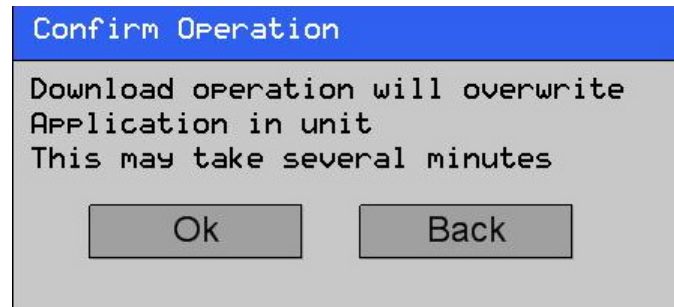 Confirm Operation
Download operation will overwrite
Application in unit
This may take several minutes
Ok
Back